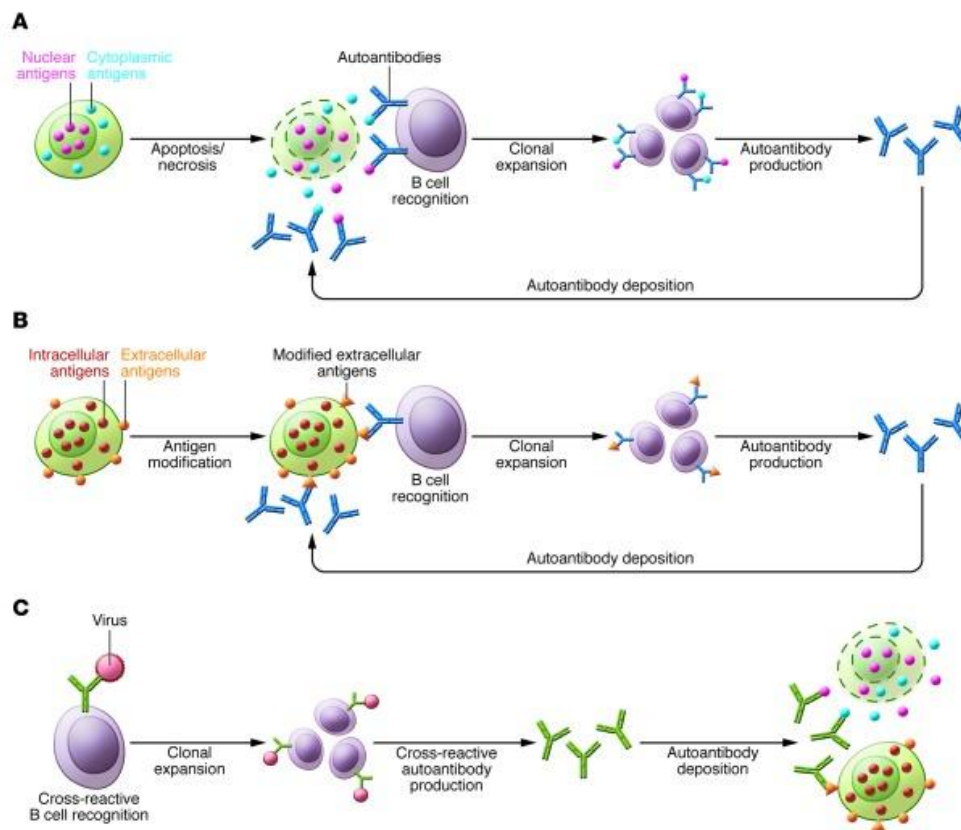 A
Nuclear
antigens
Cytoplasmic
antigens
Autoantibodies
Apoptosis/
necrosis
B cell
recognition
Clonal
expansion
Autoantibody
production
Autoantibody deposition
B
Intracellular
antigens
Extracellular
antigens
Modified extracellular
antigens
Antigen
modification
B cell
recognition
Clonal
expansion
Autoantibody
production
Autoantibody deposition
C
Virus
Cross-reactive
B cell recognition
Clonal
expansion
Cross-reactive
autoantibody
production
Autoantibody
deposition